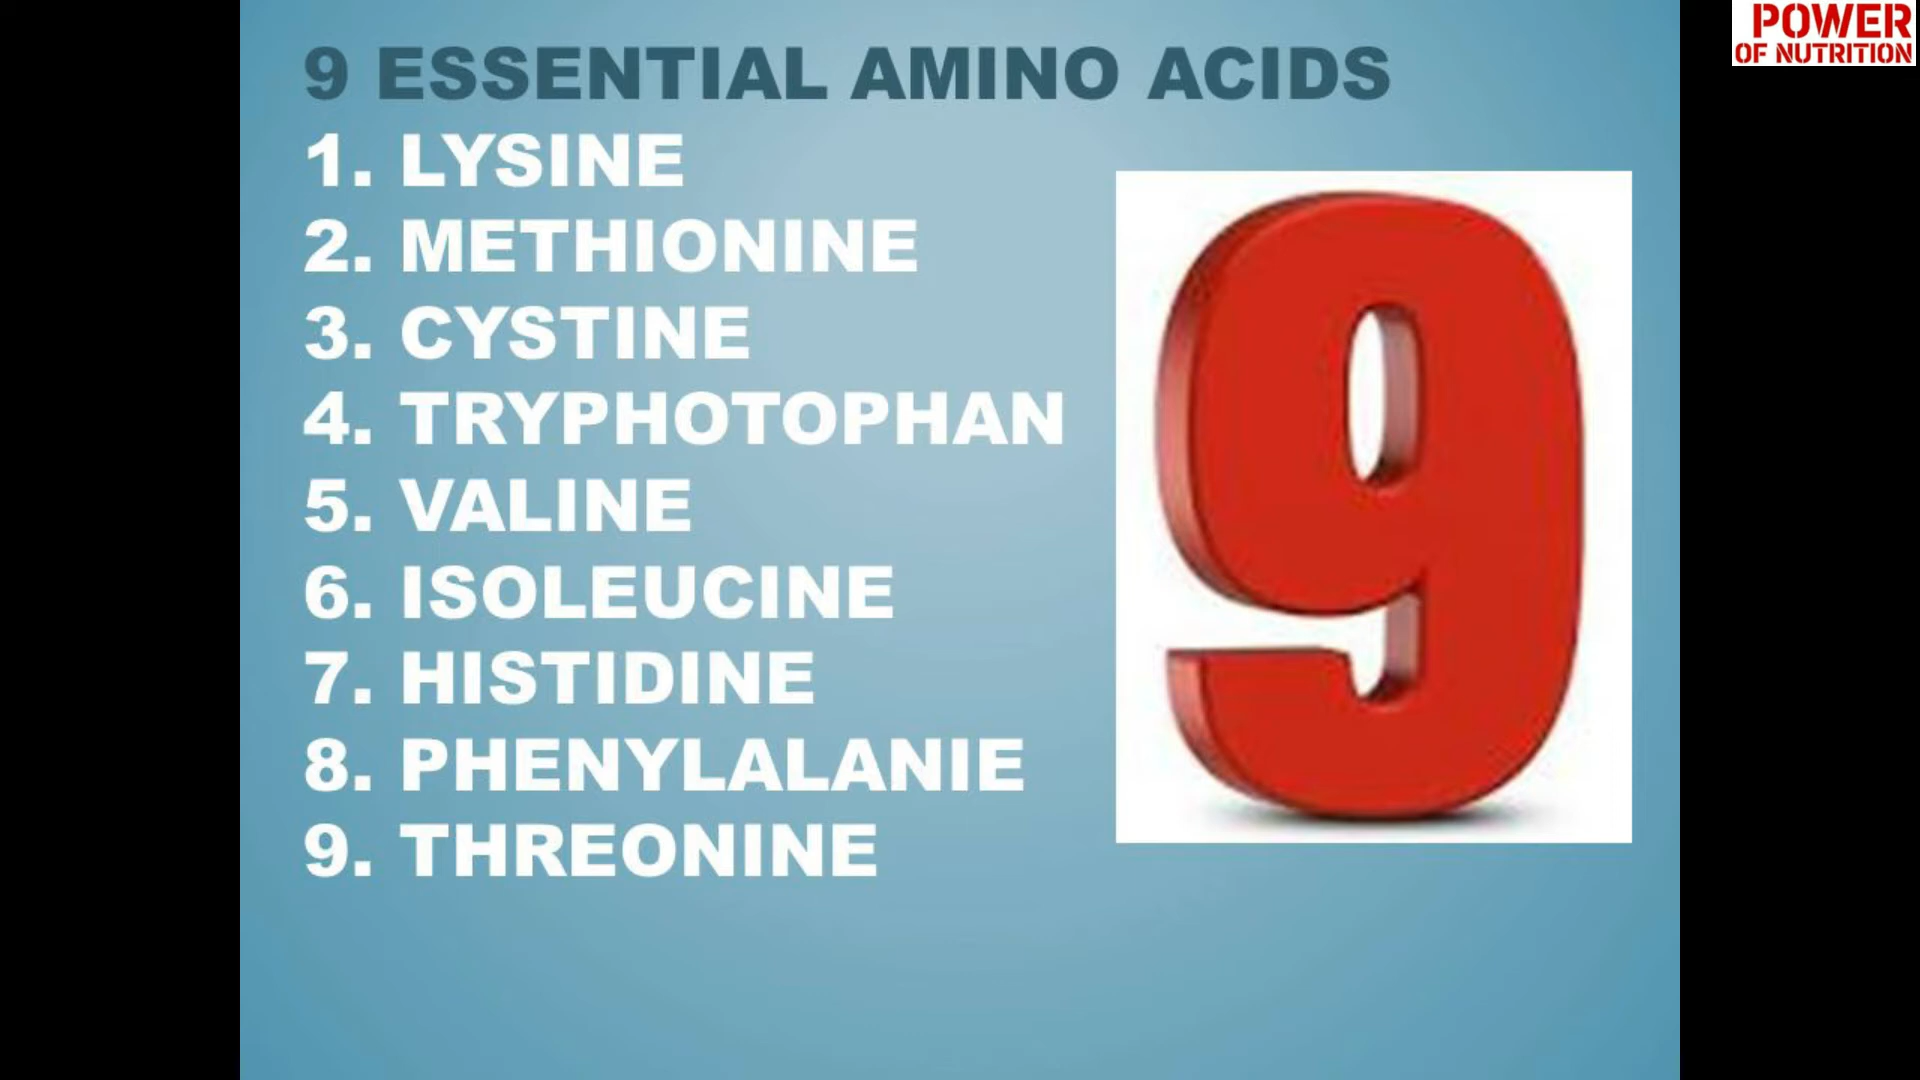 POWER
OF NUTRITION
9 ESSENTIAL AMINO ACIDS
1. LYSINE
2. METHIONINE
3. CYSTINE
4. TRYPHOTOPHAN
5. VALINE
6. ISOLEUCINE
7. HISTIDINE
8. PHENYLALANIE
9. THREONINE
9